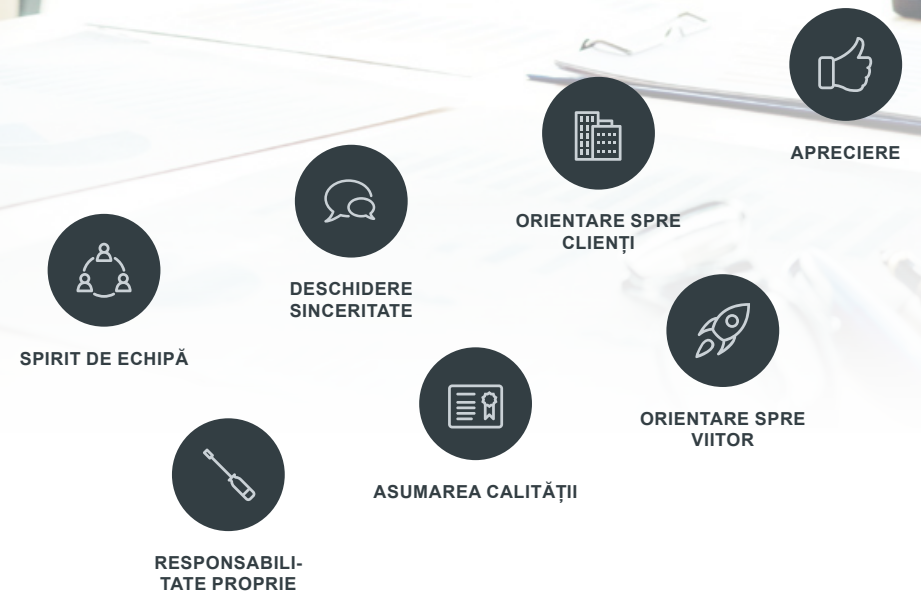 APRECIERE
ORIENTARE SPRE
CLIENȚI
DESCHIDERE
SINCERITATE
SPIRIT DE ECHIPĂ
ORIENTARE SPRE
VIITOR
ASUMAREA CALITĂȚII
RESPONSABILI-
TATE PROPRIE